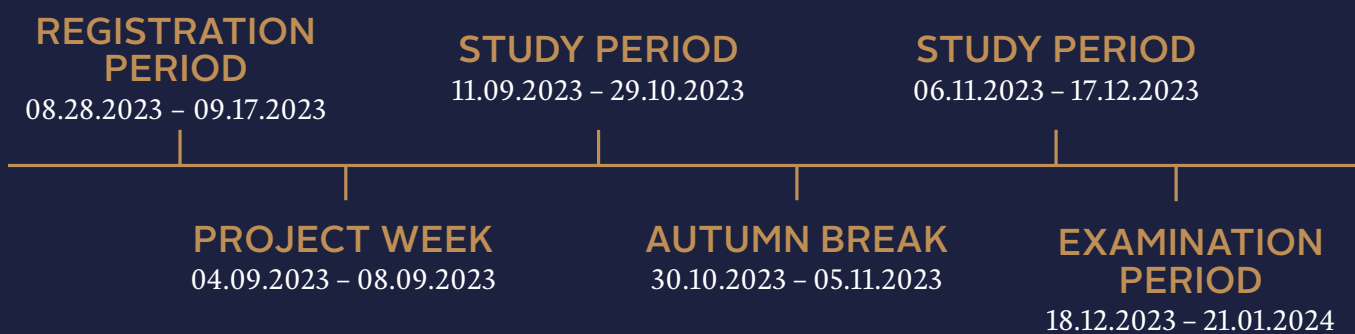 REGISTRATION
PERIOD
08.28.2023 – 09.17.2023
PROJECT WEEK
04.09.2023 – 08.09.2023
STUDY PERIOD
11.09.2023 – 29.10.2023
AUTUMN BREAK
30.10.2023 – 05.11.2023
STUDY PERIOD
06.11.2023 – 17.12.2023
EXAMINATION
PERIOD
18.12.2023 – 21.01.2024